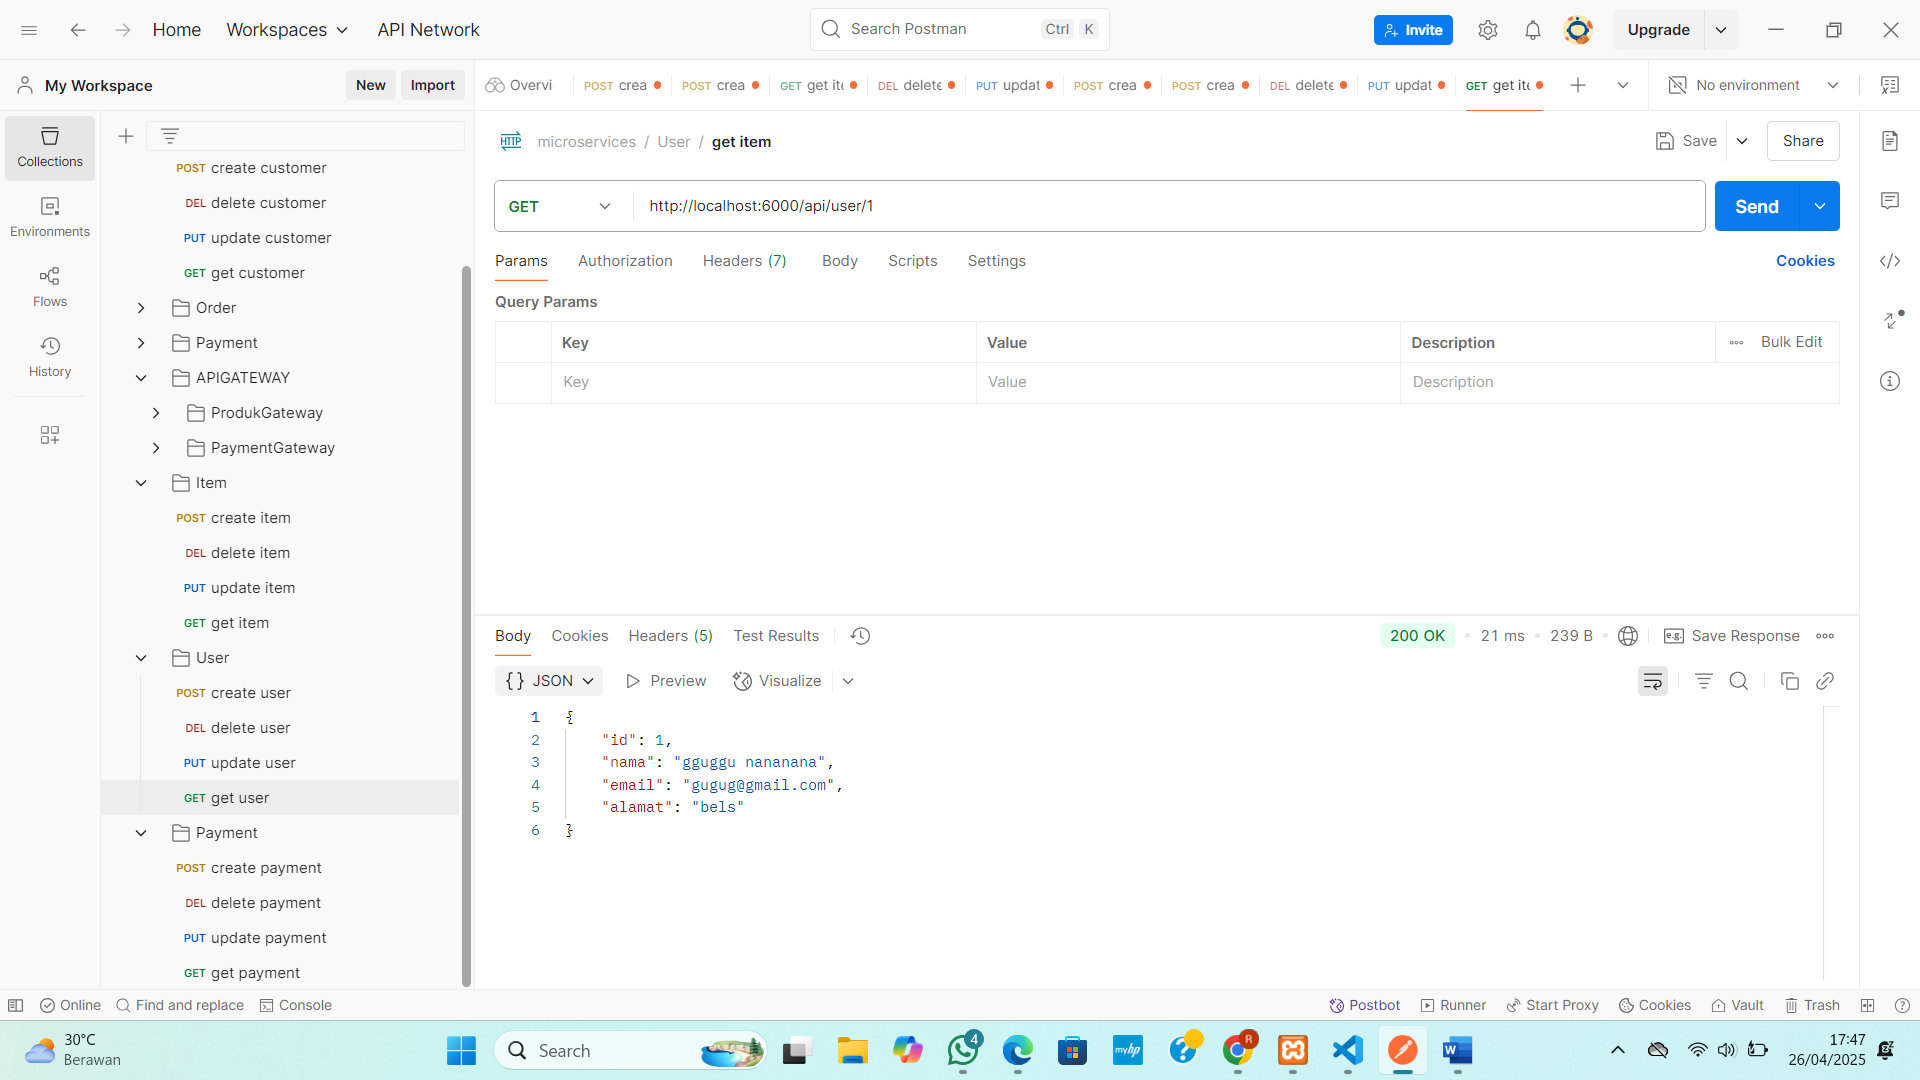 Home
Workspaces
API Network
Search Postman
Ctrl K
Invite
Upgrade
My Workspace
New
Import
Overvi
POST crea
POST crea
GET get it
DEL delete
PUT updat
POST crea
POST crea
DEL delete
PUT updat
GET get ite
No environment
Collections
Environments
Flows
History
POST create customer
DEL delete customer
PUT update customer
GET get customer
Order
Payment
APIGATEWAY
ProdukGateway
PaymentGateway
Item
POST create item
DEL delete item
PUT update item
GET get item
User
POST create user
DEL delete user
PUT update user
GET get user
Payment
POST create payment
DEL delete payment
PUT update payment
GET get payment
HTTP microservices / User / get item
Save
Share
GET
http://localhost:6000/api/user/1
Send
Params
Authorization
Headers (7)
Body
Scripts
Settings
Cookies
Query Params
Key Value Description Bulk Edit
Key Value Description
Body
Cookies
Headers (5)
Test Results
200 OK
21 ms
239 B
e.g. Save Response
{} JSON
Preview
Visualize
1 {
2 "id": 1,
3 "nama": "gguggu nananana",
4 "email": "gugug@gmail.com",
5 "alamat": "bels"
6 }
Online
Find and replace
Console
Postbot
Runner
Start Proxy
Cookies
Vault
Trash
30°C
Berawan
Search
4
myhp
R
W
17:47
26/04/2025